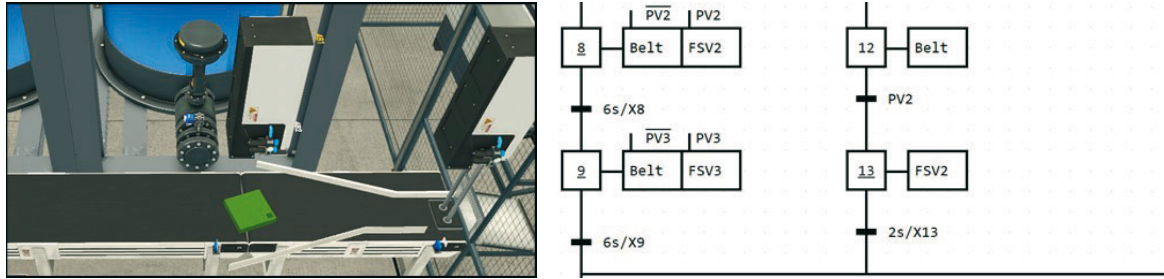 PV2 PV2
8 Belt FSV2
6s/X8
PV3 PV3
9 Belt FSV3
6s/X9
12 Belt
PV2
13 FSV2
2s/X13